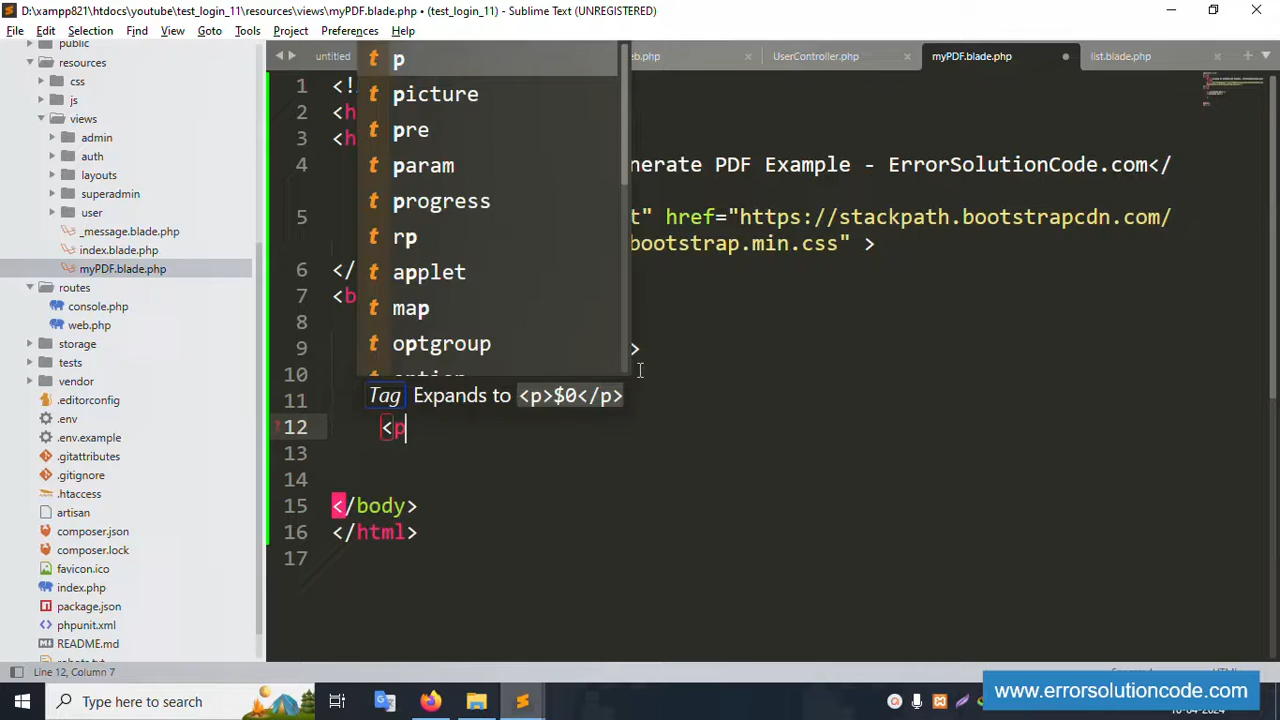 D:\xampp821\htdocs\youtube\test_login_11\resources\views\myPDF.blade.php • (test_login_11) - Sublime Text (UNREGISTERED)
File Edit Selection Find View Goto Tools Project Preferences Help
untitled eb.php UserController.php myPDF.blade.php list.blade.php
public
resources
css
js
views
admin
auth
layouts
superadmin
user
_message.blade.php
index.blade.php
myPDF.blade.php
routes
console.php
web.php
storage
tests
vendor
.editorconfig
.env
.env.example
.gitattributes
.gitignore
.htaccess
artisan
composer.json
composer.lock
favicon.ico
index.php
package.json
phpunit.xml
README.md
robots.txt
1 <!
2 <h
3 <h
4 nerate PDF Example - ErrorSolutionCode.com</
5 t" href="https://stackpath.bootstrapcdn.com/
bootstrap.min.css" >
6 </
7 <b
8
9 >
10
11
12 <p
13
14
15 </body>
16 </html>
17
t p
t picture
t pre
t param
t progress
t rp
t applet
t map
t optgroup
Tag Expands to <p>$0</p>
Line 12, Column 7
www.errorsolutioncode.com
Type here to search